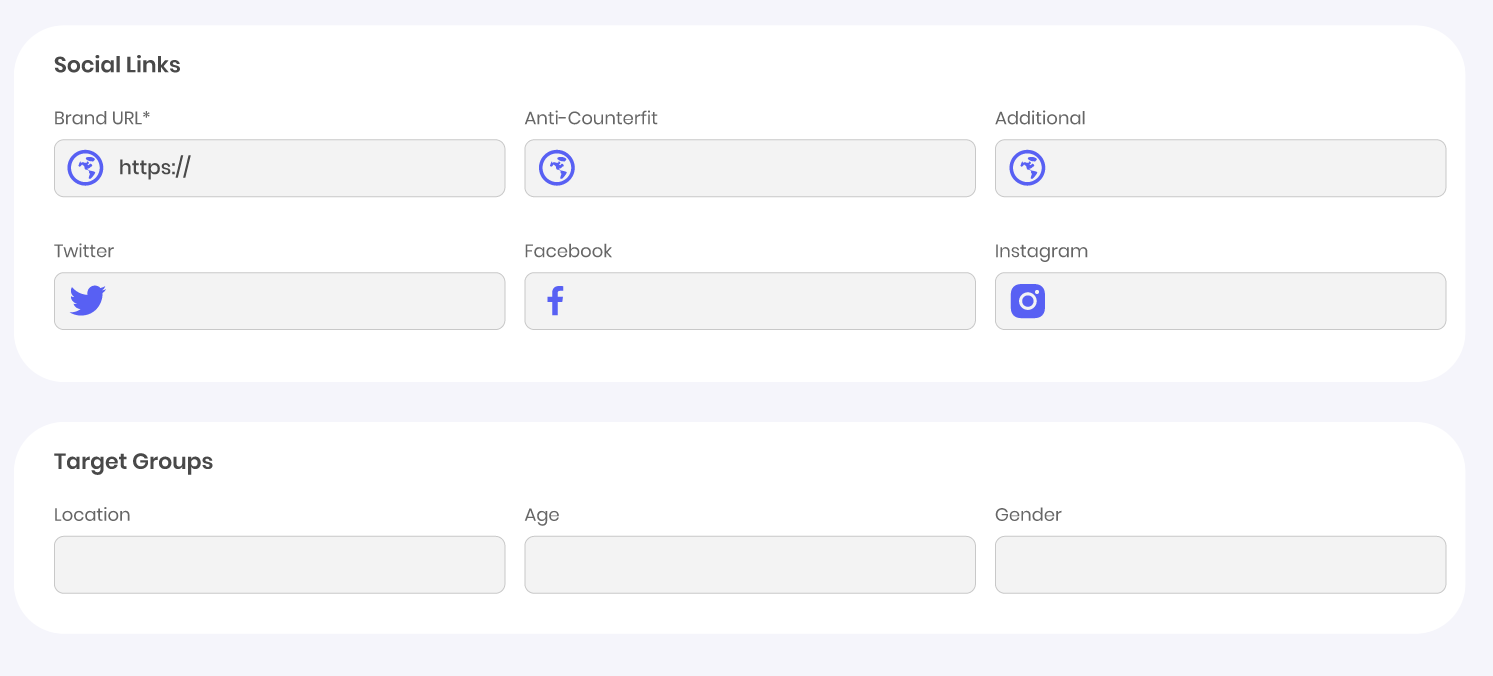 Social Links
Brand URL* Anti-Counterfit Additional
https://
Twitter Facebook Instagram
Target Groups
Location Age Gender